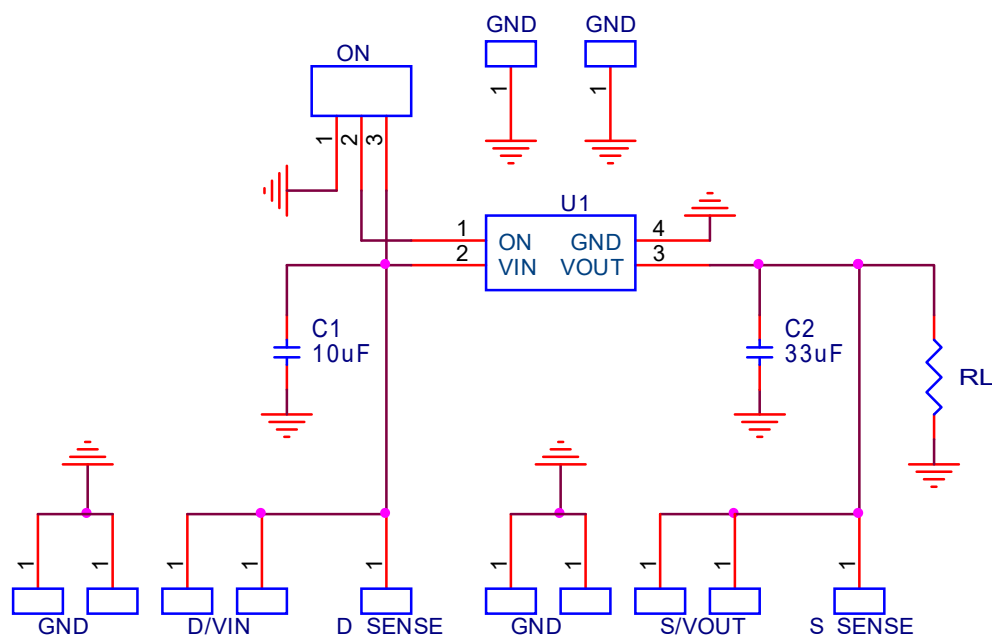 GND GND
1 1
ON
1 2 3
U1
1 ON GND 4
2 VIN VOUT 3
C1
10uF
C2
33uF
RL
1 1 1 1 1 1 1 1 1 1
GND D/VIN D SENSE GND S/VOUT S SENSE